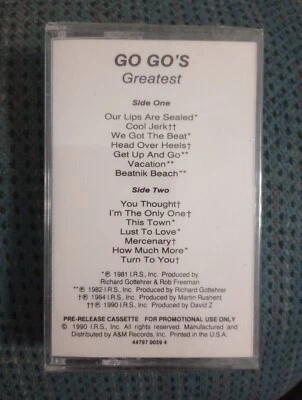 GO GO'S
Greatest
Side One
Our Lips Are Sealed*
Cool Jerk††
We Got The Beat*
Head Over Heels†
Get Up And Go**
Vacation**
Beatnik Beach**
Side Two
You Thought†
I'm The Only One†
This Town*
Lust To Love*
Mercenary†
How Much More*
Turn To You†
*℗ 1981 I.R.S., Inc. Produced by
Richard Gottehrer & Rob Freeman
**℗ 1982 I.R.S., Inc. Produced by Richard Gottehrer
†℗ 1984 I.R.S., Inc. Produced by Martin Rushent
††℗ 1990 I.R.S., Inc. Produced by David Z
PRE-RELEASE CASSETTE FOR PROMOTIONAL USE ONLY
© 1990 I.R.S., Inc. All rights reserved. Manufactured and
Distributed by A&M Records, Inc. Printed in the U.S.A.
44797 0059 4